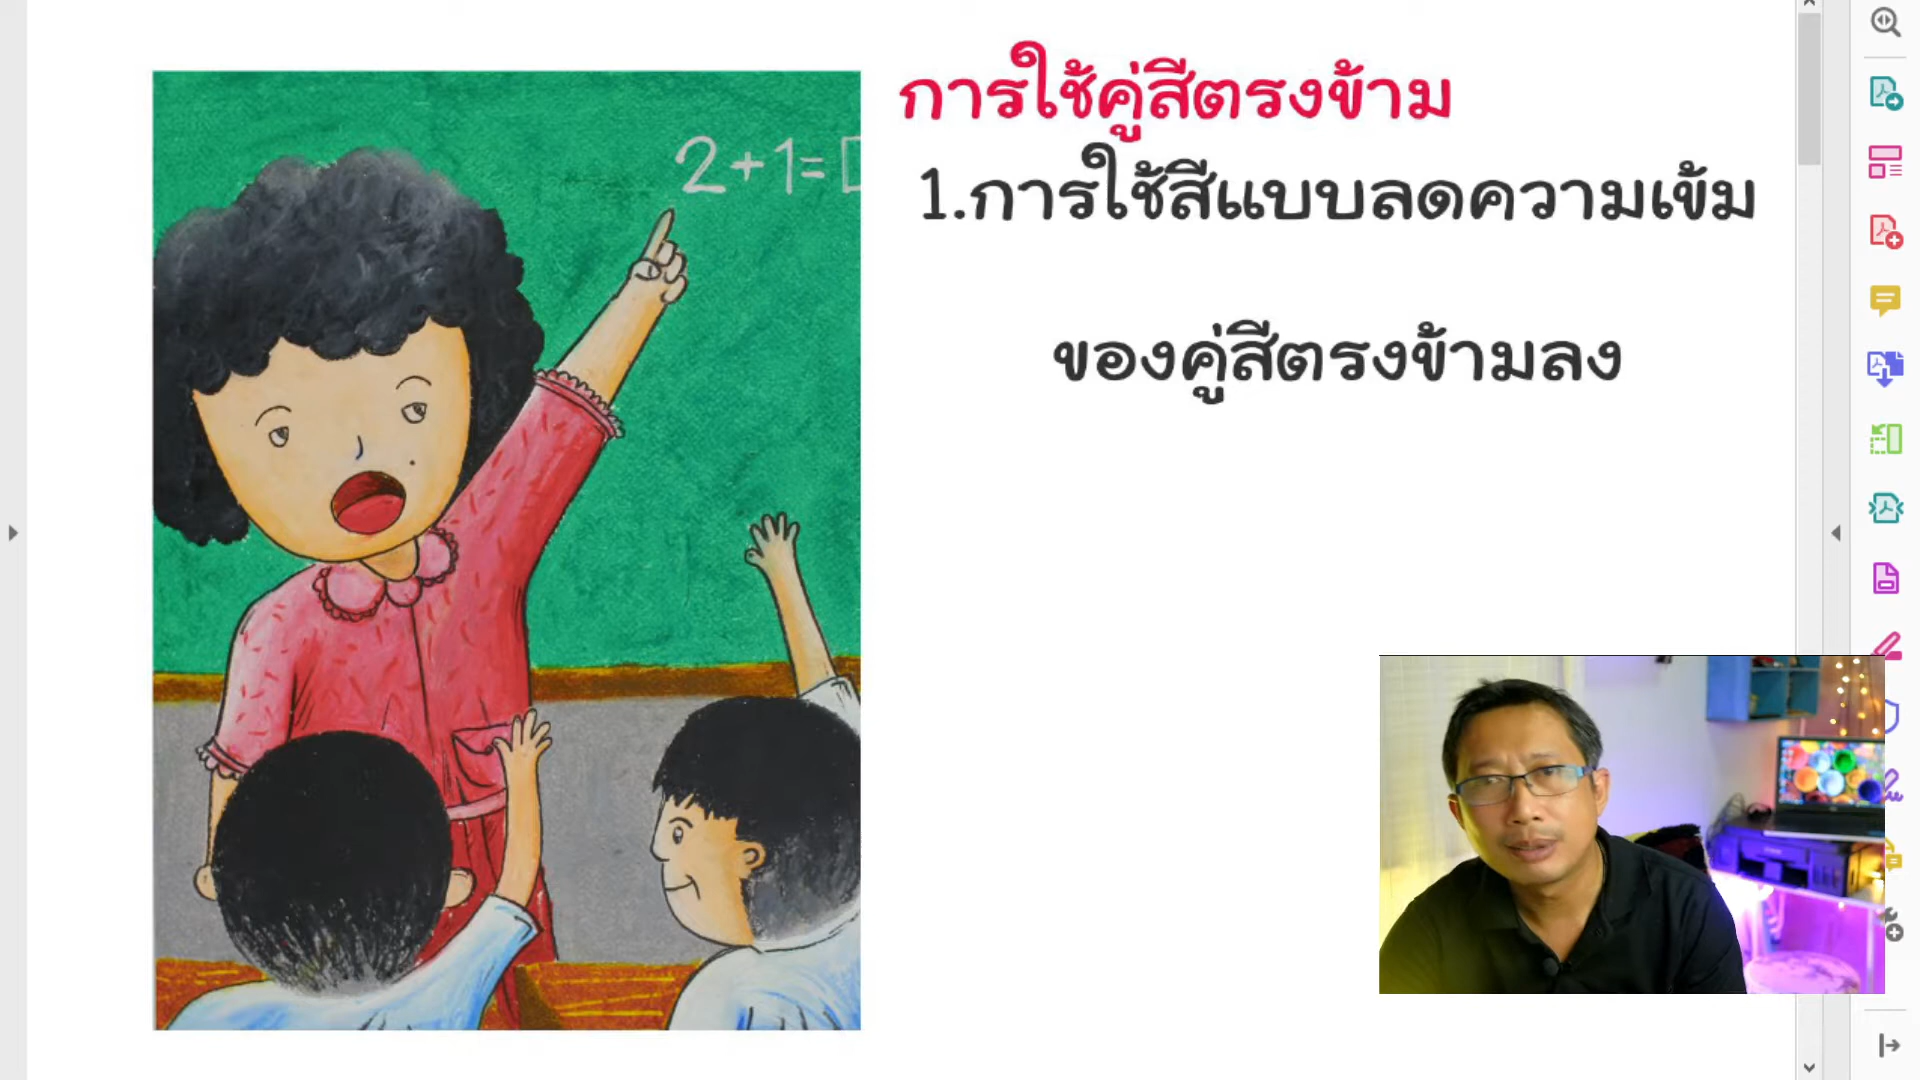 การใช้คู่สีตรงข้าม
1.การใช้สีแบบลดความเข้ม
ของคู่สีตรงข้ามลง
2+1=